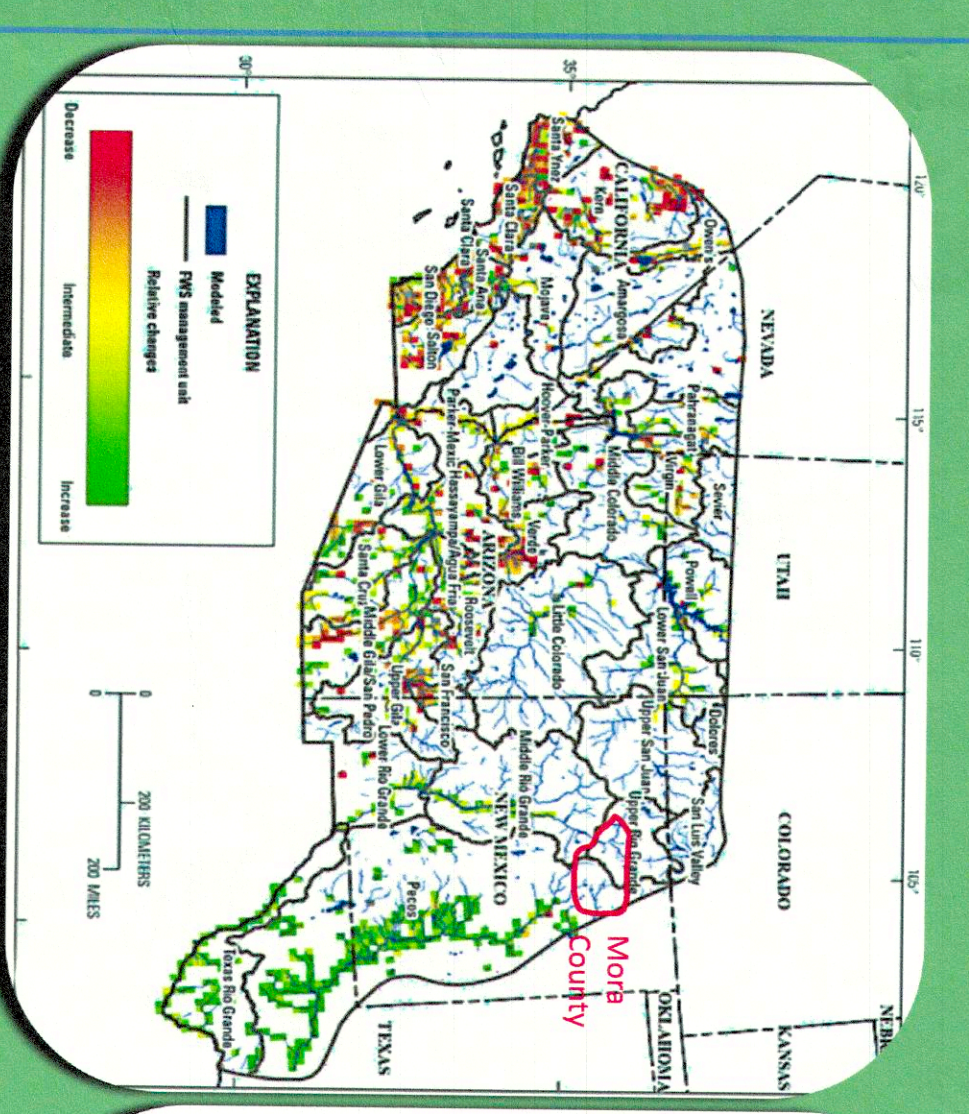 120°
115°
110°
105°
35°
30°
NEVADA
UTAH
COLORADO
KANSAS
OKLAHOMA
TEXAS
CALIFORNIA
ARIZONA
NEW MEXICO
Owen's
Kern
Amargosa
Santa Ynez
Santa Clara
Santa Clara
Santa Ana
Mojave
San Diego
Salton
Pahranagat
Virgin
Sevier
Hoover-Parker
Middle Colorado
Bill Williams
Verde
Parker-Mexic
Hassayampa/Agua Fria
Lower Gila
Powell
Lower San Juan
Little Colorado
Roosevelt
Santa Cruz
Middle Gila/San Pedro
Upper Gila
San Francisco
Dolores
Upper San Juan
San Luis Valley
Upper Rio Grande
Middle Rio Grande
Lower Rio Grande
Pecos
Texas Rio Grande
Mora
County
EXPLANATION
Modeled
FWS management unit
Relative changes
Decrease
Intermediate
Increase
0
200 KILOMETERS
0
200 MILES